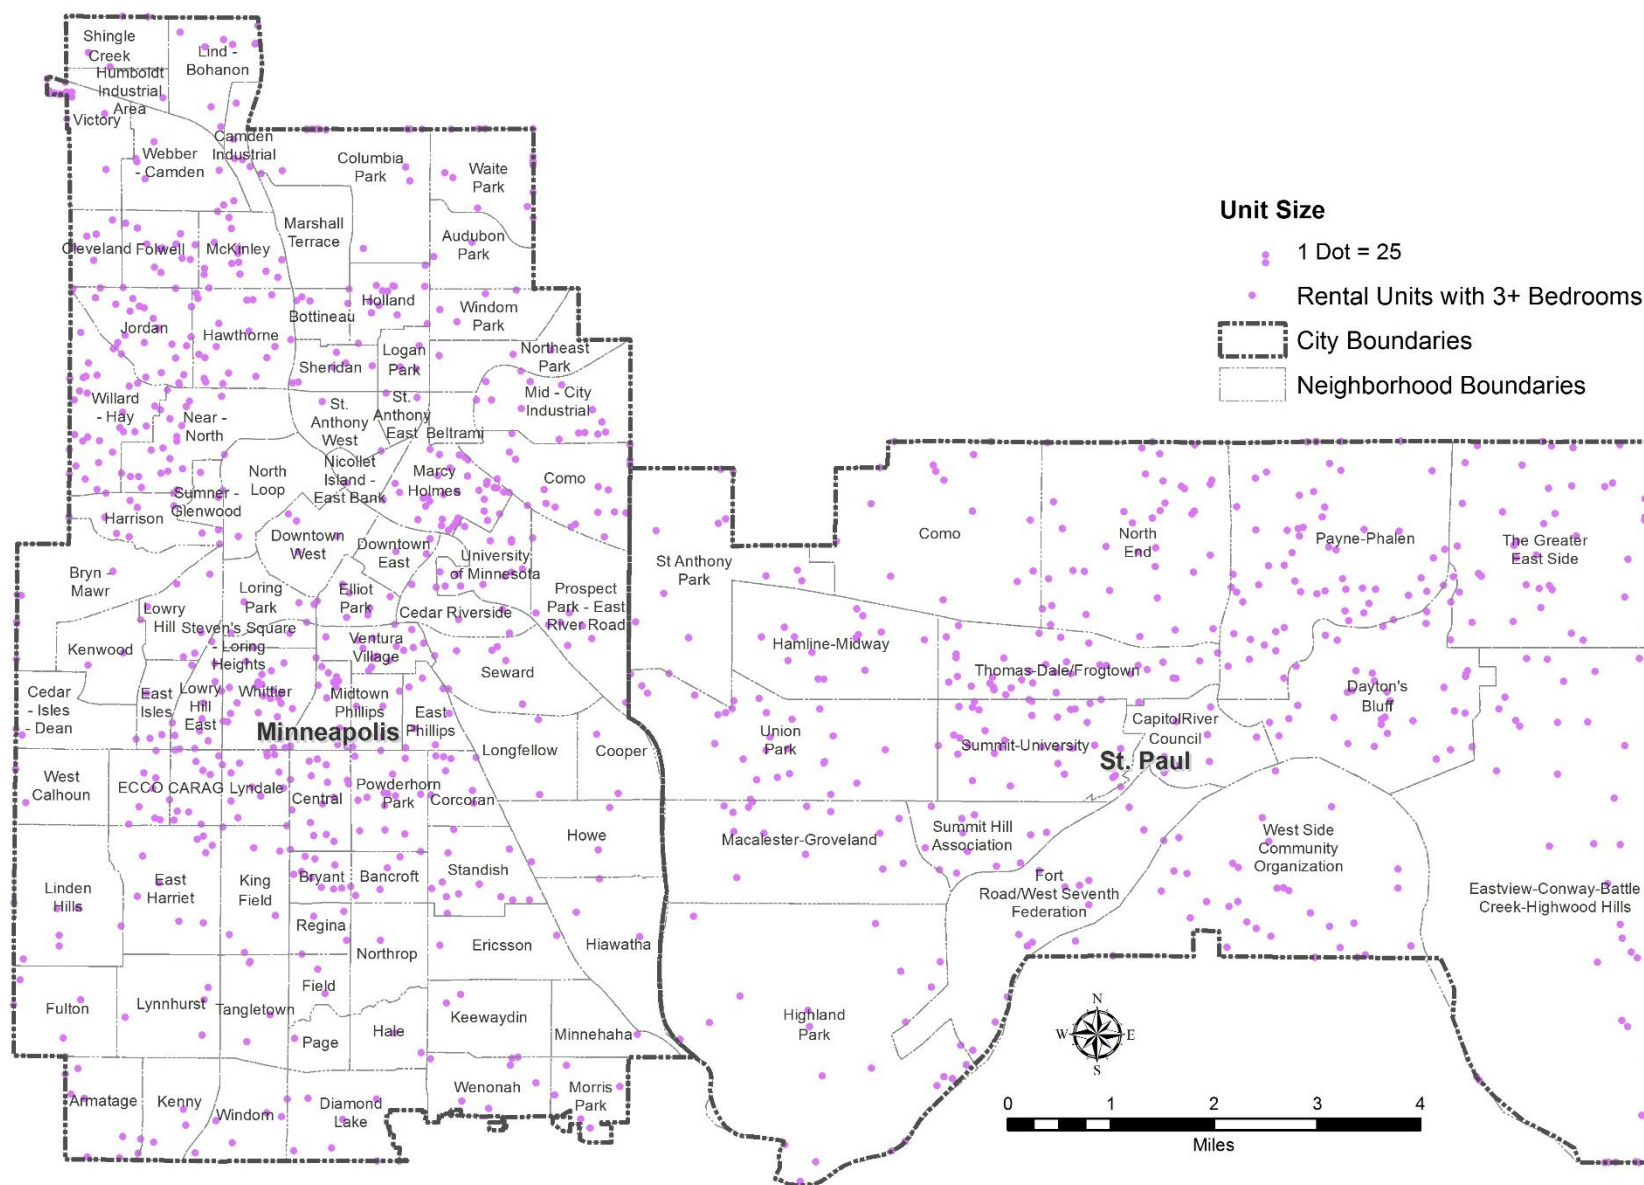 Shingle
Creek
Lind -
Bohanon
Humboldt
Industrial
Area
Victory
Webber
- Camden
Camden
Industrial
Columbia
Park
Waite
Park
Marshall
Terrace
Audubon
Park
Cleveland
Folwell
McKinley
Holland
Bottineau
Windom
Park
Jordan
Hawthorne
Sheridan
Logan
Park
Northeast
Park
Mid - City
Industrial
Willard
- Hay
Near -
North
St.
Anthony
West
St.
Anthony
East
Beltrami
Nicollet
Island -
East Bank
North
Loop
Marcy
Holmes
Como
Sumner -
Glenwood
Harrison
Downtown
West
Downtown
East
University
of Minnesota
Bryn -
Mawr
Loring
Park
Elliot
Park
Cedar Riverside
Prospect
Park - East
River Road
Lowry
Hill
Steven's Square
- Loring
Heights
Ventura
Village
Kenwood
Seward
Cedar
- Isles
- Dean
East
Isles
Lowry
Hill
East
Whittier
Midtown
Phillips
East
Phillips
Minneapolis
Longfellow
Cooper
West
Calhoun
ECCO
CARAG
Lyndale
Central
Powderhorn
Park
Corcoran
Howe
Linden
Hills
East
Harriet
King
Field
Bryant
Bancroft
Standish
Regina
Northrop
Ericsson
Hiawatha
Field
Fulton
Lynnhurst
Tangletown
Page
Hale
Keewaydin
Minnehaha
Armatage
Kenny
Windom
Diamond
Lake
Wenonah
Morris
Park
St Anthony
Park
Como
North
End
Payne-Phalen
The Greater
East Side
Hamline-Midway
Thomas-Dale/Frogtown
Dayton's
Bluff
Union
Park
Summit-University
CapitolRiver
Council
St. Paul
Macalester-Groveland
Summit Hill
Association
West Side
Community
Organization
Fort
Road/West Seventh
Federation
Eastview-Conway-Battle
Creek-Highwood Hills
Highland
Park
Unit Size
1 Dot = 25
Rental Units with 3+ Bedrooms
City Boundaries
Neighborhood Boundaries
N
W E
S
0 1 2 3 4
Miles